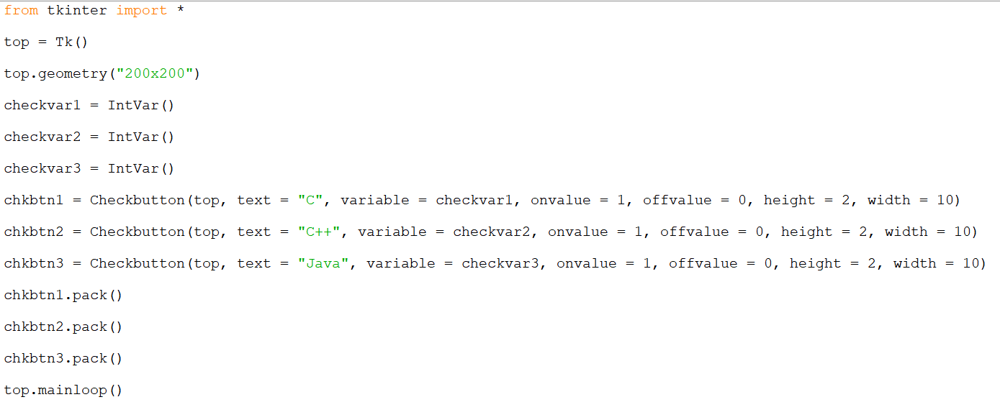 from tkinter import *
top = Tk()
top.geometry("200x200")
checkvar1 = IntVar()
checkvar2 = IntVar()
checkvar3 = IntVar()
chkbtn1 = Checkbutton(top, text = "C", variable = checkvar1, onvalue = 1, offvalue = 0, height = 2, width = 10)
chkbtn2 = Checkbutton(top, text = "C++", variable = checkvar2, onvalue = 1, offvalue = 0, height = 2, width = 10)
chkbtn3 = Checkbutton(top, text = "Java", variable = checkvar3, onvalue = 1, offvalue = 0, height = 2, width = 10)
chkbtn1.pack()
chkbtn2.pack()
chkbtn3.pack()
top.mainloop()